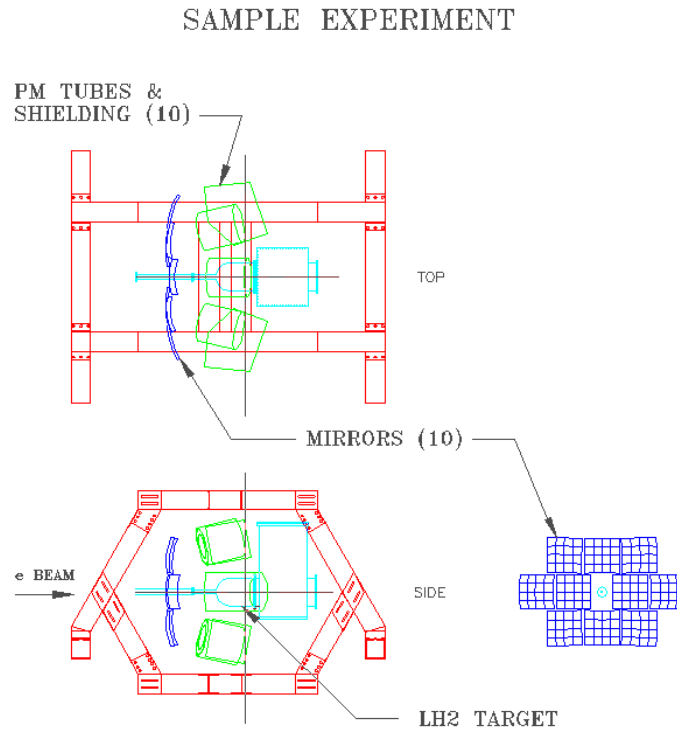 SAMPLE EXPERIMENT
PM TUBES &
SHIELDING (10)
TOP
MIRRORS (10)
e BEAM
SIDE
LH2 TARGET